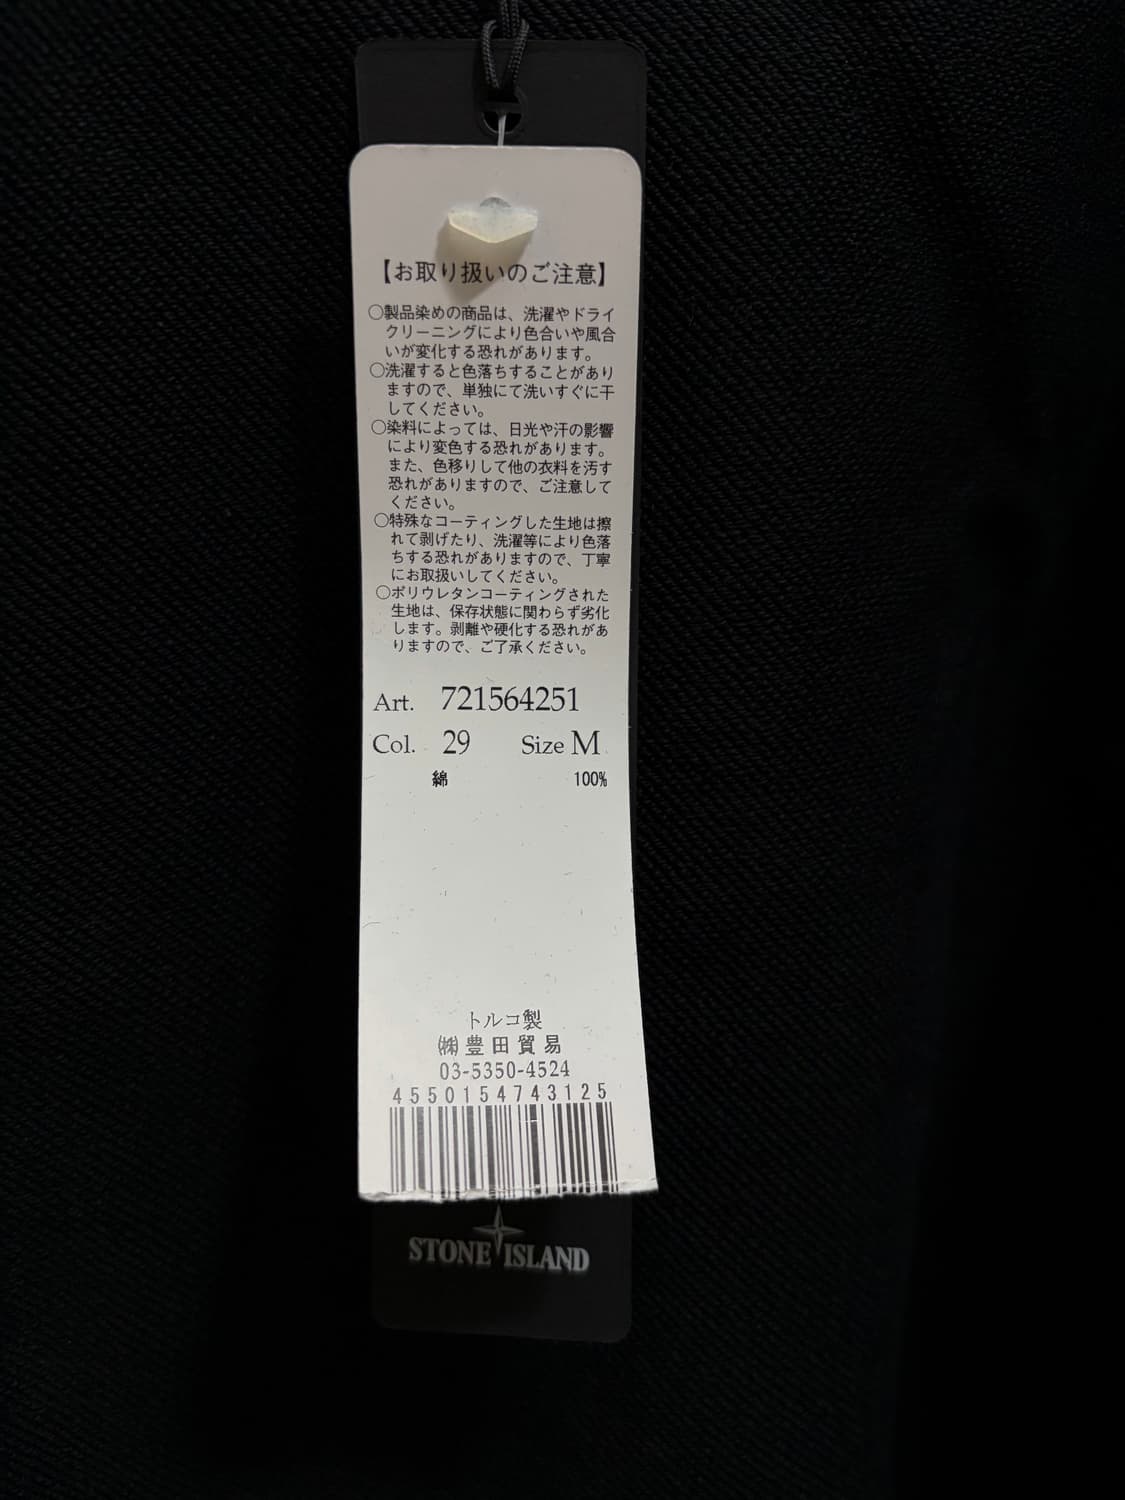 【お取り扱いのご注意】
○製品染めの商品は、洗濯やドライ
クリーニングにより色合いや風合
いが変化する恐れがあります。
○洗濯すると色落ちすることがあり
ますので、単独にて洗いすぐに干
してください。
○染料によっては、日光や汗の影響
により変色する恐れがあります。
また、色移りして他の衣料を汚す
恐れがありますので、ご注意して
ください。
○特殊なコーティングした生地は擦
れて剥げたり、洗濯等により色落
ちする恐れがありますので、丁寧
にお取扱いしてください。
○ポリウレタンコーティングされた
生地は、保存状態に関わらず劣化
します。剥離や硬化する恐れがあ
りますので、ご了承ください。
Art. 721564251
Col. 29 Size M
綿 100%
トルコ製
㈱豊田貿易
03-5350-4524
4550154743125
STONE ISLAND